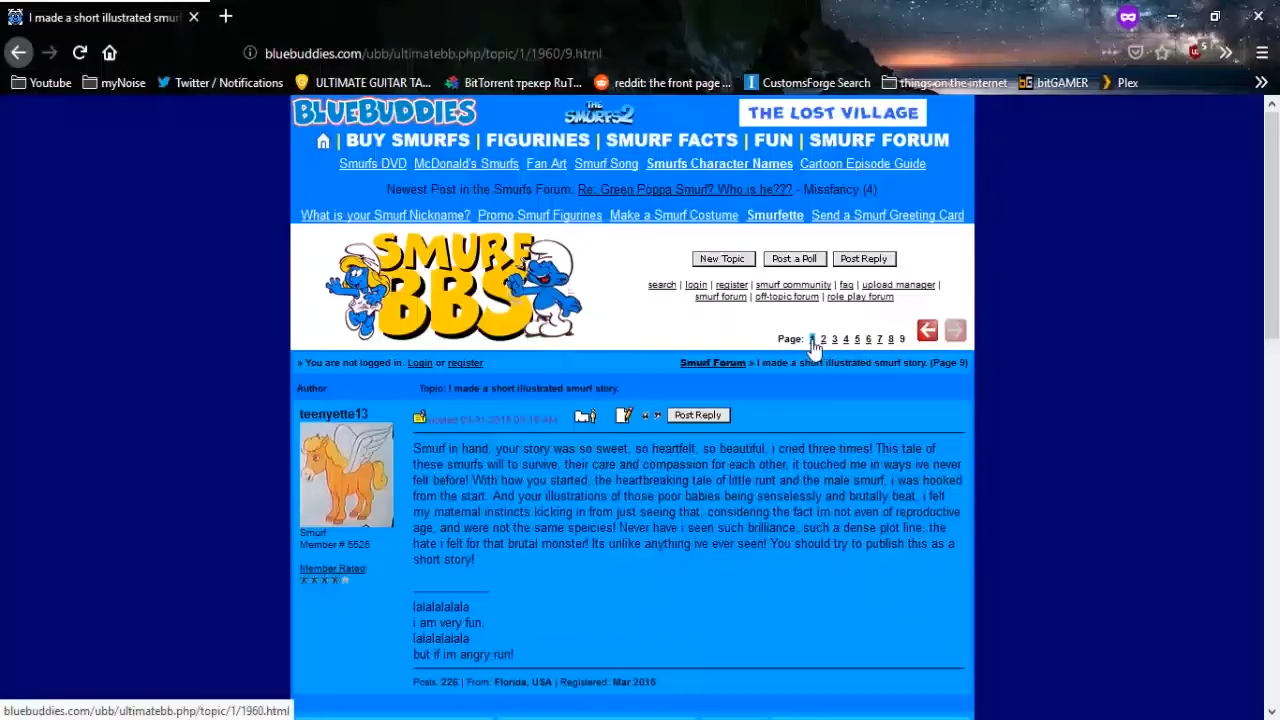 I made a short illustrated smur
bluebuddies.com/ubb/ultimatebb.php/topic/1/1960/9.html
5
Youtube myNoise Twitter / Notifications ULTIMATE GUITAR TA... BitTorrent трекер RuT... reddit the front page ... CustomsForge Search things on the internet bitGAMER Plex
BLUEBUDDIES THE SMURFS2 THE LOST VILLAGE
| BUY SMURFS | FIGURINES | SMURF FACTS | FUN | SMURF FORUM
Smurfs DVD McDonald's Smurfs Fan Art Smurf Song Smurfs Character Names Cartoon Episode Guide
Newest Post in the Smurfs Forum: Re: Green Poppa Smurf? Who is he??? - Missfancy (4)
What is your Smurf Nickname? Promo Smurf Figurines Make a Smurf Costume Smurfette Send a Smurf Greeting Card
SMURF
BBS
New Topic Post a Poll Post Reply
search | login | register | smurf community | faq | upload manager |
smurf forum | off-topic forum | role play forum
Page: 1 2 3 4 5 6 7 8 9
» You are not logged in. Login or register
Smurf Forum » I made a short illustrated smurf story. (Page 9)
Author Topic: I made a short illustrated smurf story.
teenyette13
Post Reply
Smurf in hand, your story was so sweet, so heartfelt, so beautiful, i cried three times! This tale of
these smurfs will to survive, their care and compassion for each other, it touched me in ways ive never
felt before! With how you started, the heartbreaking tale of little runt and the male smurf, i was hooked
from the start. And your illustrations of those poor babies being senselessly and brutally beat, i felt
my maternal instincts kicking in from just seeing that, considering the fact im not even of reproductive
age, and were not the same speicies! Never have i seen such brilliance, such a dense plot line, the
hate i felt for that brutal monster! Its unlike anything ive ever seen! You should try to publish this as a
short story!
Smurf
Member # 5526
Member Rated:
lalalalalala
i am very fun,
lalalalalala
but if im angry run!
Posts: 226 | From: Florida, USA | Registered: Mar 2015
bluebuddies.com/ubb/ultimatebb.php/topic/1/1960.html